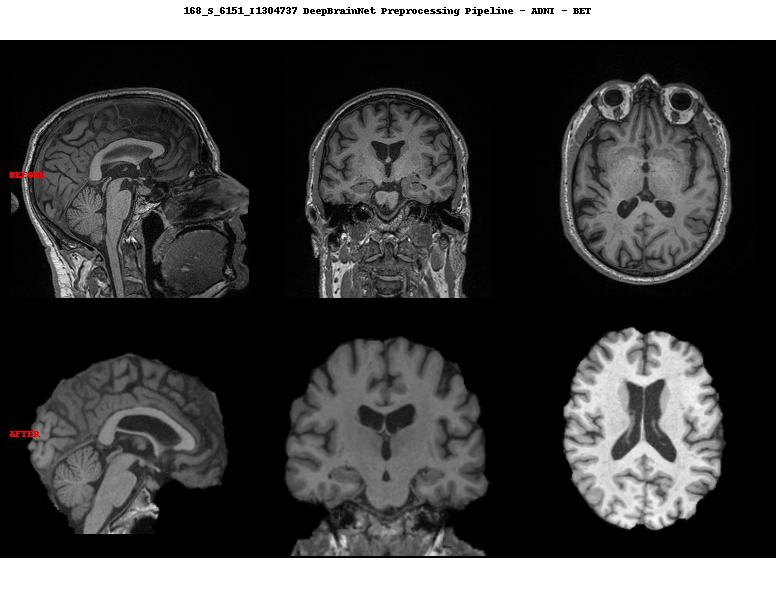 168_S_6151_I1304737 DeepBrainNet Preprocessing Pipeline - ADNI - BET
BEFORE
AFTER